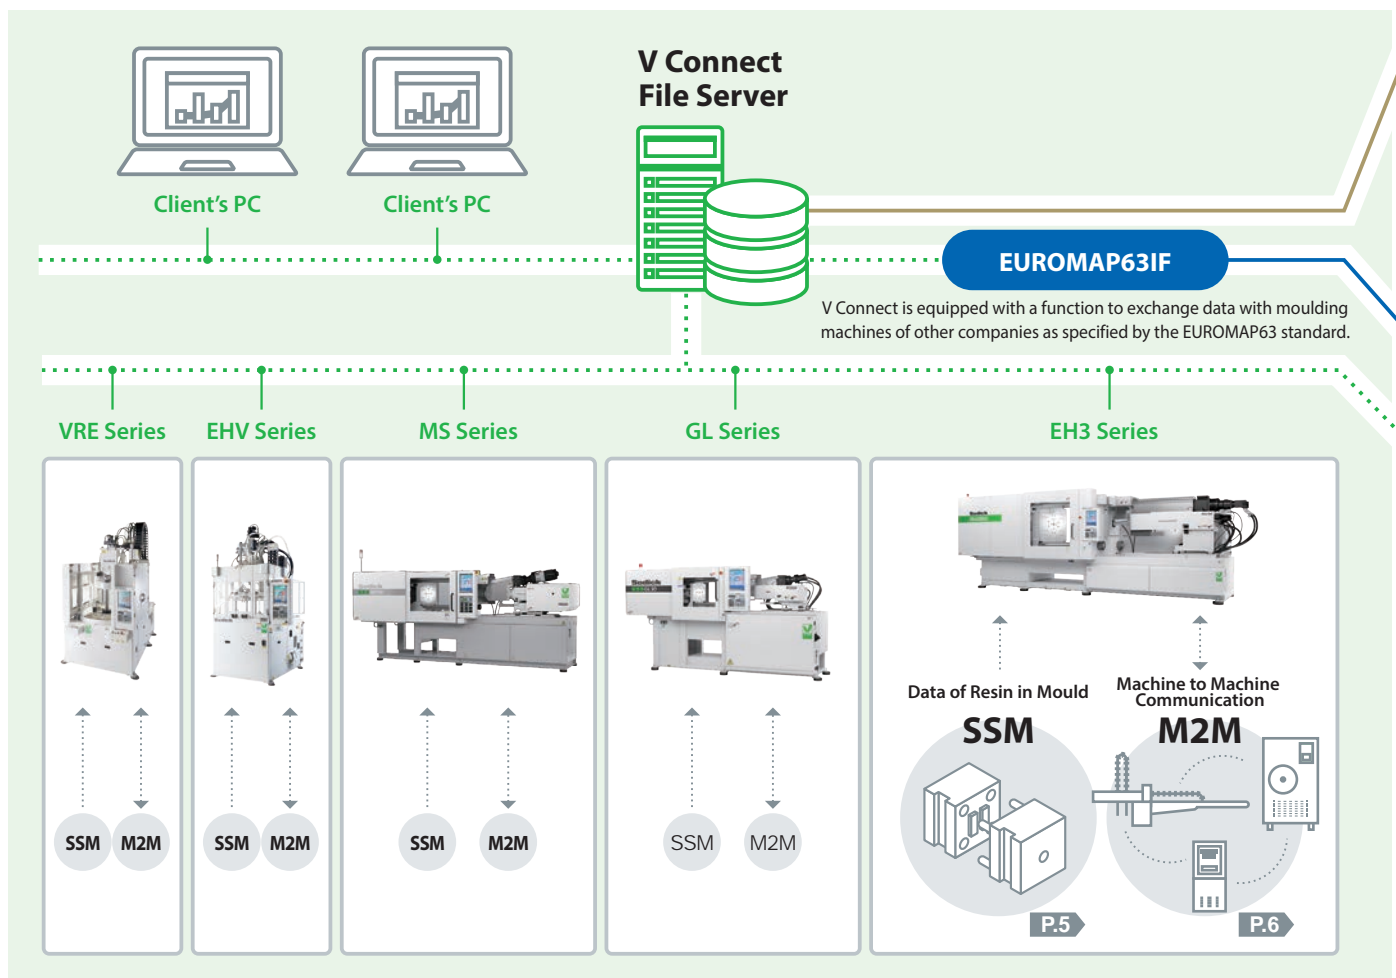 V Connect
File Server
Client's PC
Client's PC
EUROMAP63IF
V Connect is equipped with a function to exchange data with moulding
machines of other companies as specified by the EUROMAP63 standard.
VRE Series
EHV Series
MS Series
GL Series
EH3 Series
Sodick
Sodick
Data of Resin in Mould
SSM
Machine to Machine
Communication
M2M
SSM
M2M
SSM
M2M
SSM
M2M
SSM
M2M
P.5
P.6